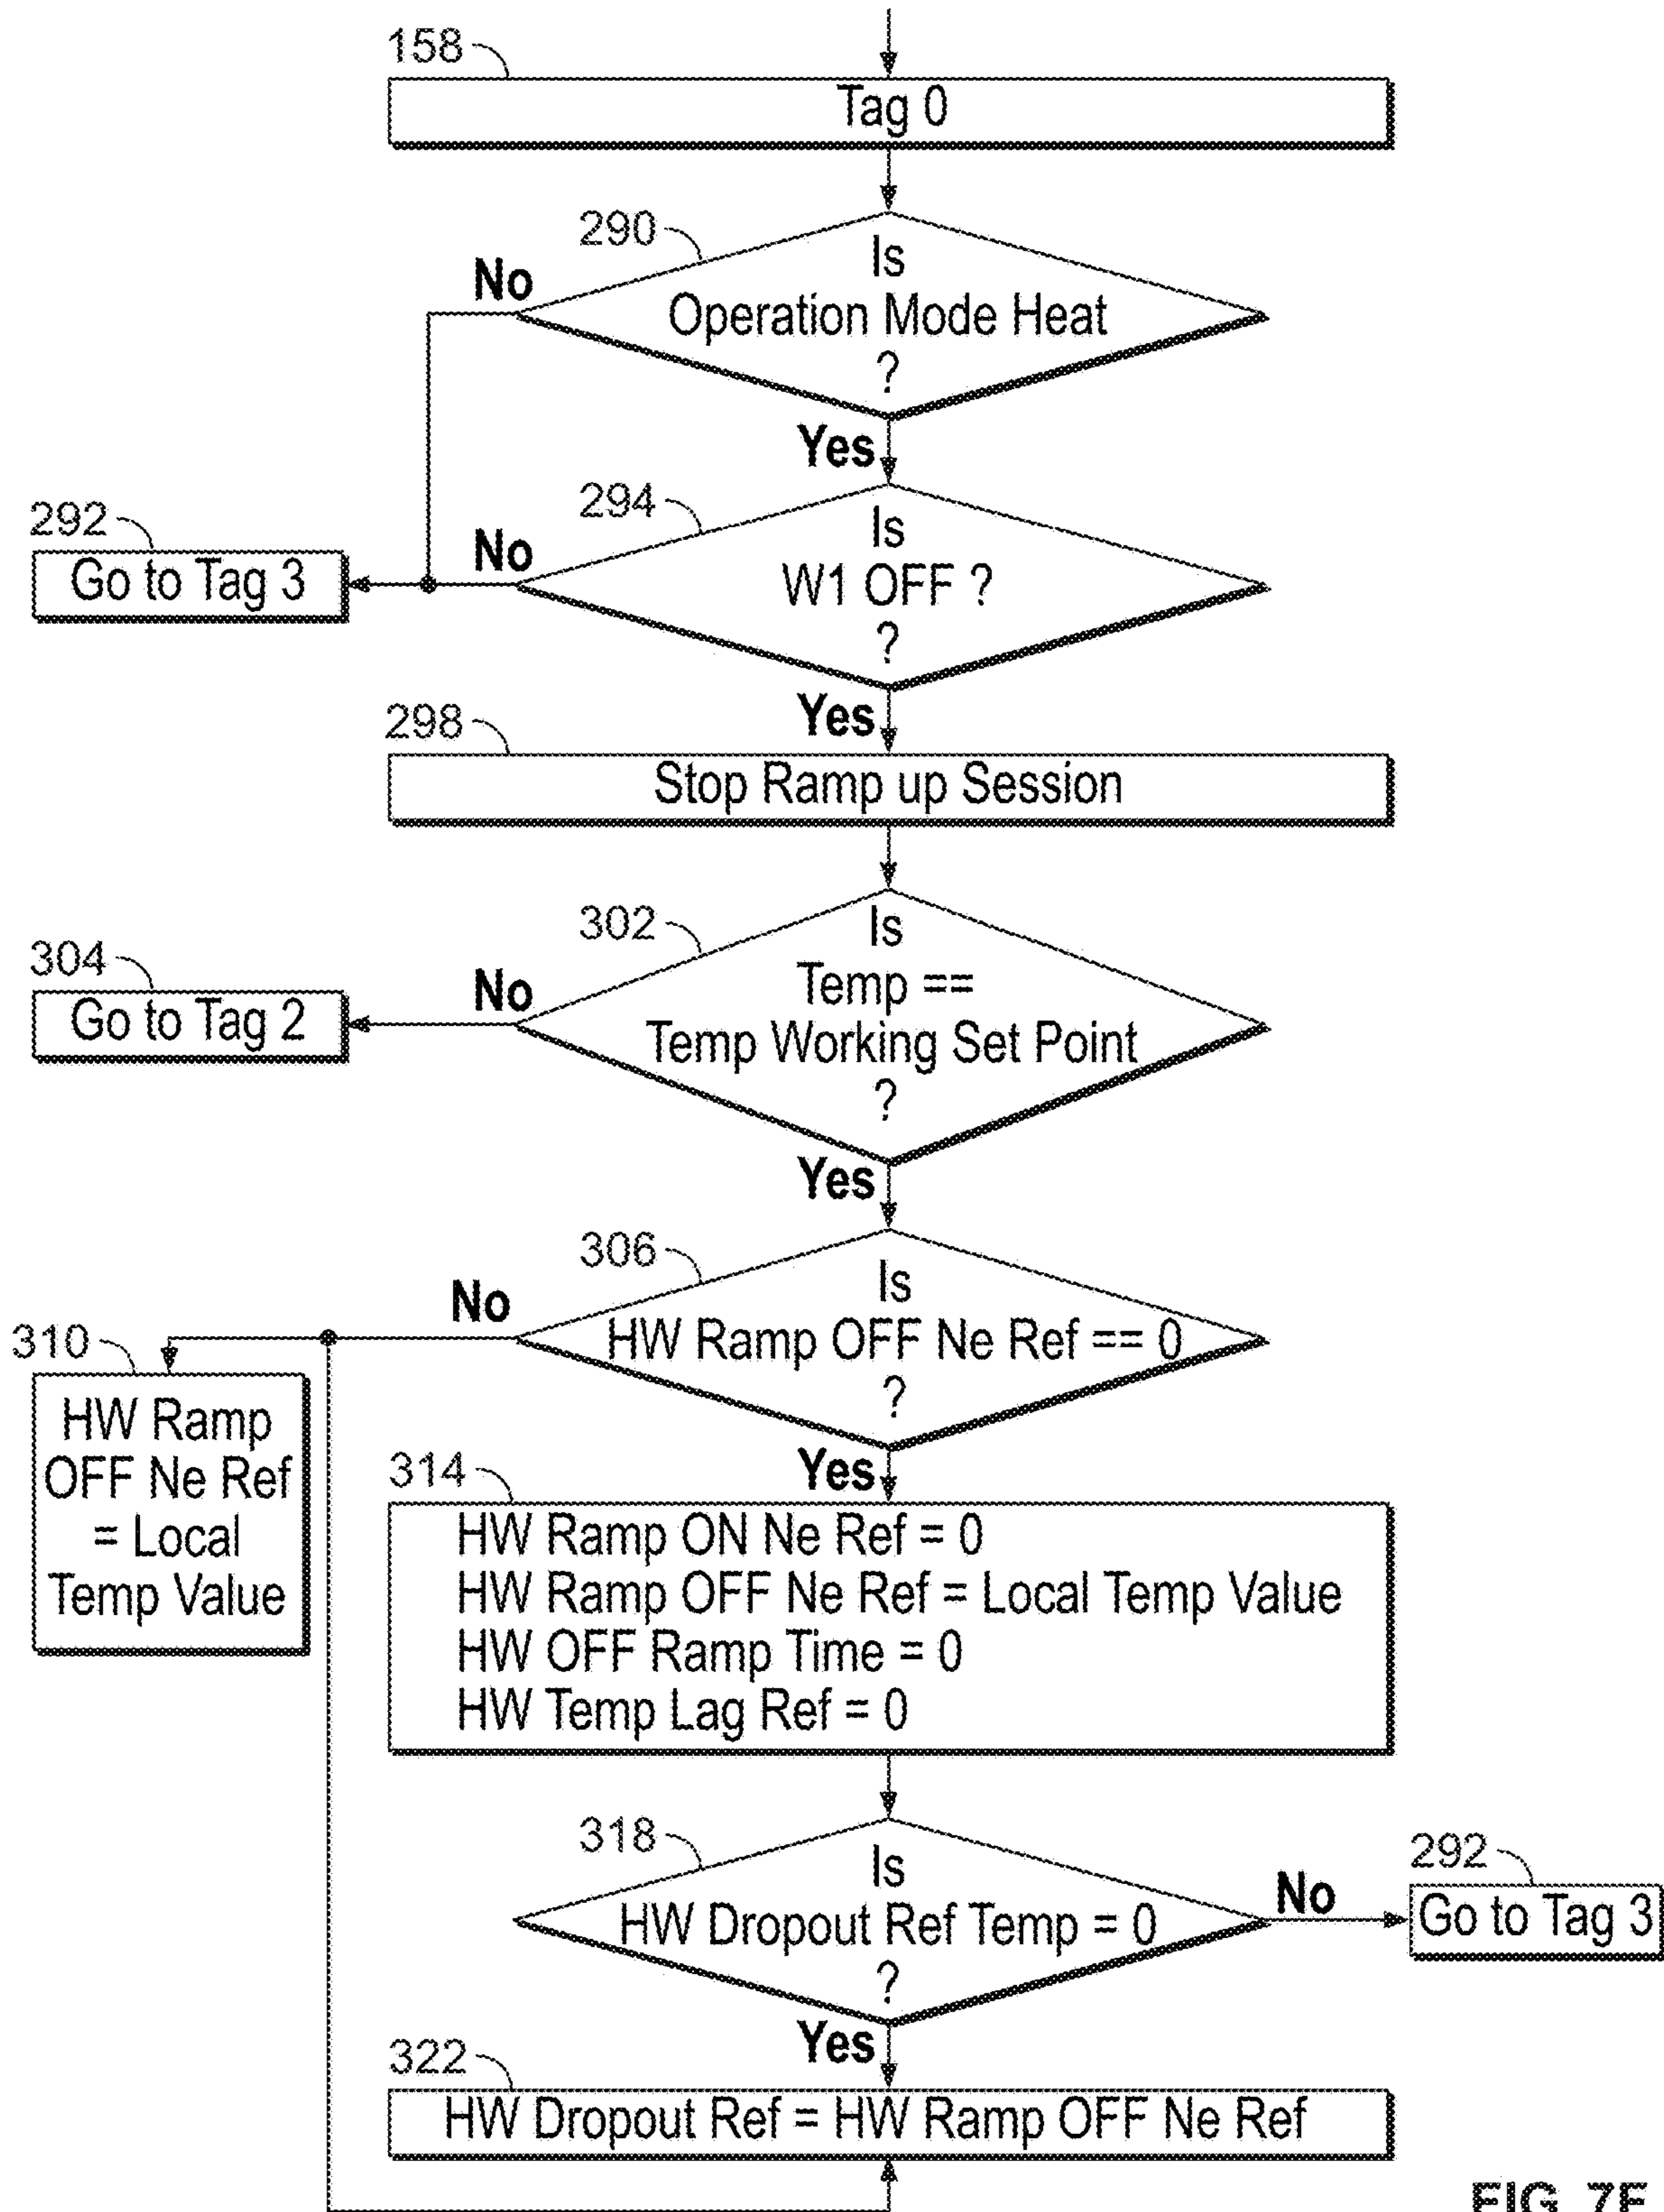 158
Tag 0
290
Is
Operation Mode Heat
?
No
Yes
292
Go to Tag 3
294
Is
W1 OFF ?
?
No
Yes
298
Stop Ramp up Session
302
Is
Temp ==
Temp Working Set Point
?
No
304
Go to Tag 2
Yes
306
Is
HW Ramp OFF Ne Ref == 0
?
No
310
HW Ramp
OFF Ne Ref
= Local
Temp Value
Yes
314
HW Ramp ON Ne Ref = 0
HW Ramp OFF Ne Ref = Local Temp Value
HW OFF Ramp Time = 0
HW Temp Lag Ref = 0
318
Is
HW Dropout Ref Temp = 0
?
No
292
Go to Tag 3
Yes
322
HW Dropout Ref = HW Ramp OFF Ne Ref